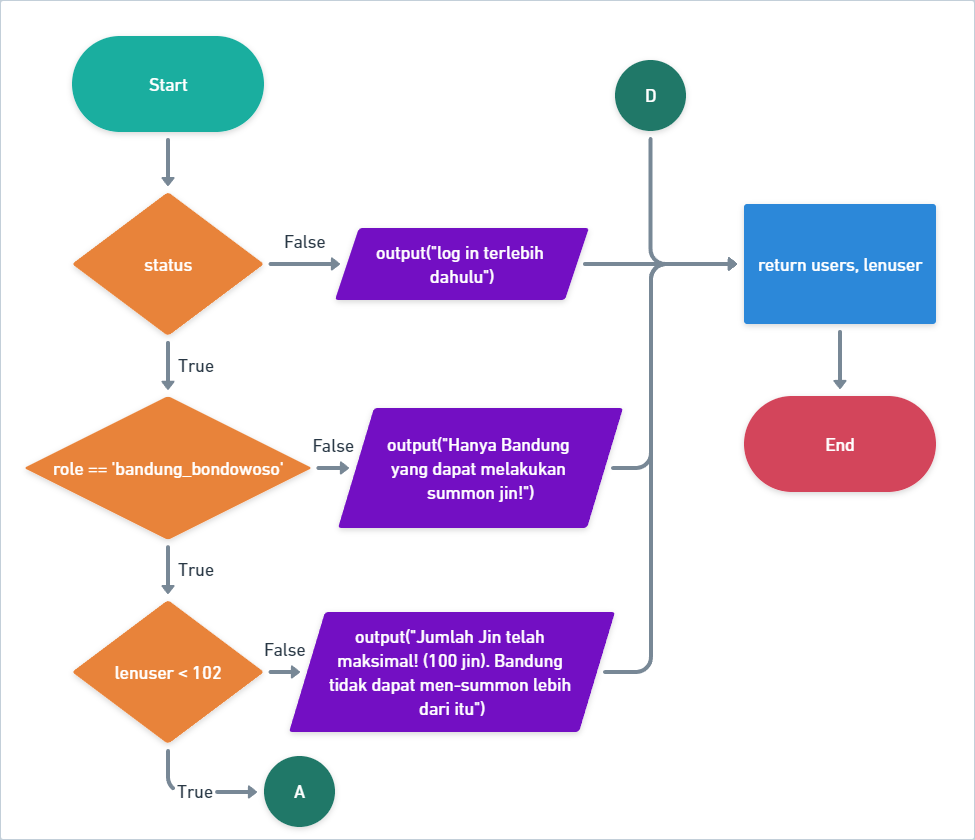 Start
D
status
False
output("log in terlebih
dahulu")
return users, lenuser
True
role == 'bandung_bondowoso'
False
output("Hanya Bandung
yang dapat melakukan
summon jin!")
End
True
lenuser < 102
False
output("Jumlah Jin telah
maksimal! (100 jin). Bandung
tidak dapat men-summon lebih
dari itu")
True
A